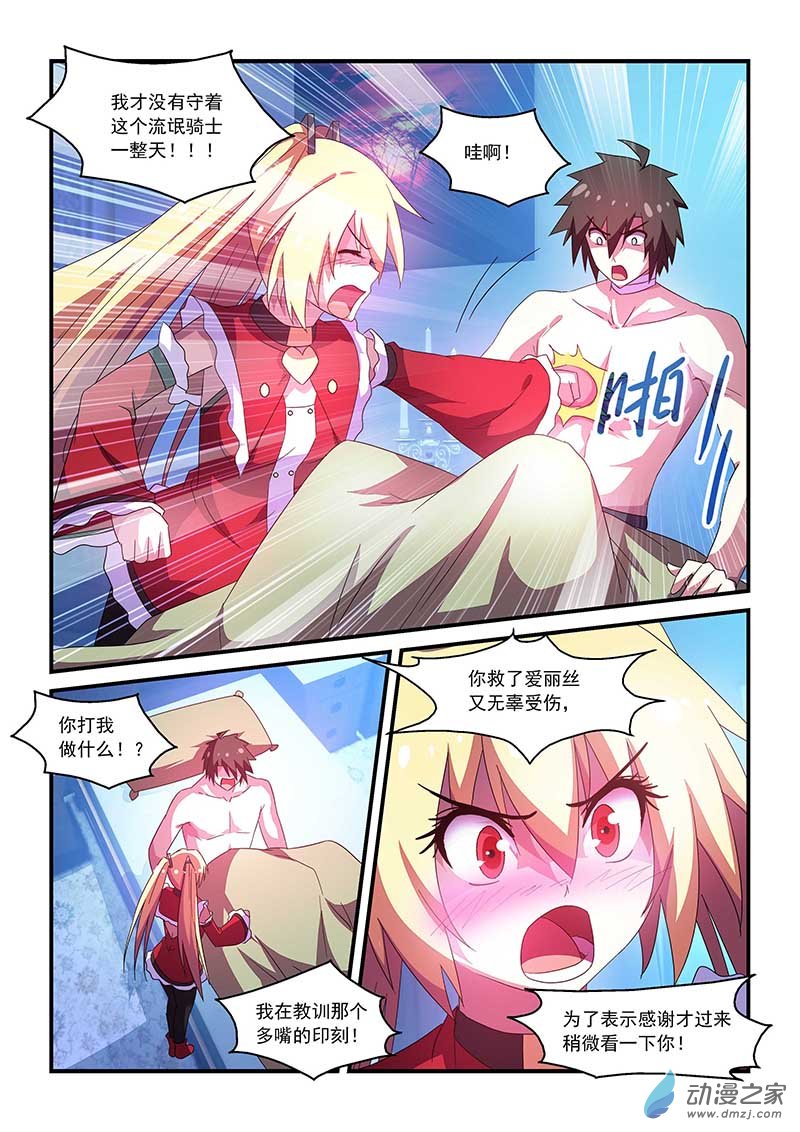 我才没有守着
这个流氓骑士
一整天！！！
哇啊！
啪！！
你打我
做什么！？
我在教训那个
多嘴的印刻！
你救了爱丽丝
又无辜受伤，
为了表示感谢才过来
稍微看一下你！
动漫之家
www.dmzj.com